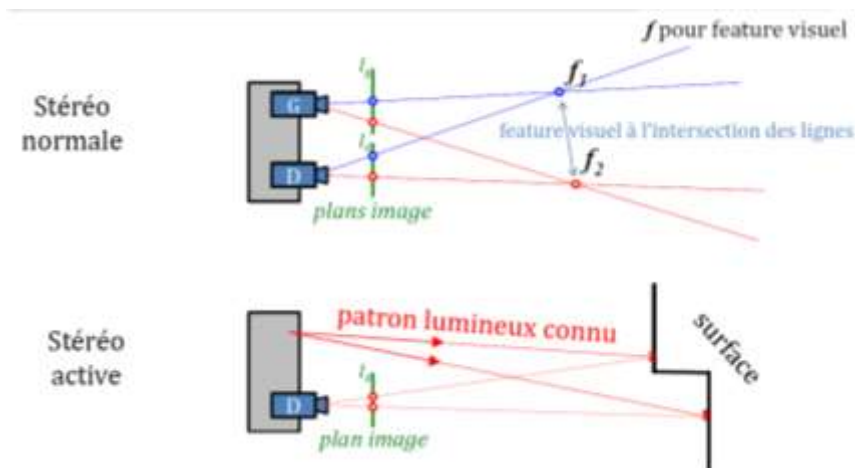 f pour feature visuel
Stéréo
normale
G
D
f₁
feature visuel à l'intersection des lignes
f₂
plans image
Stéréo
active
patron lumineux connu
surface
D
plan image